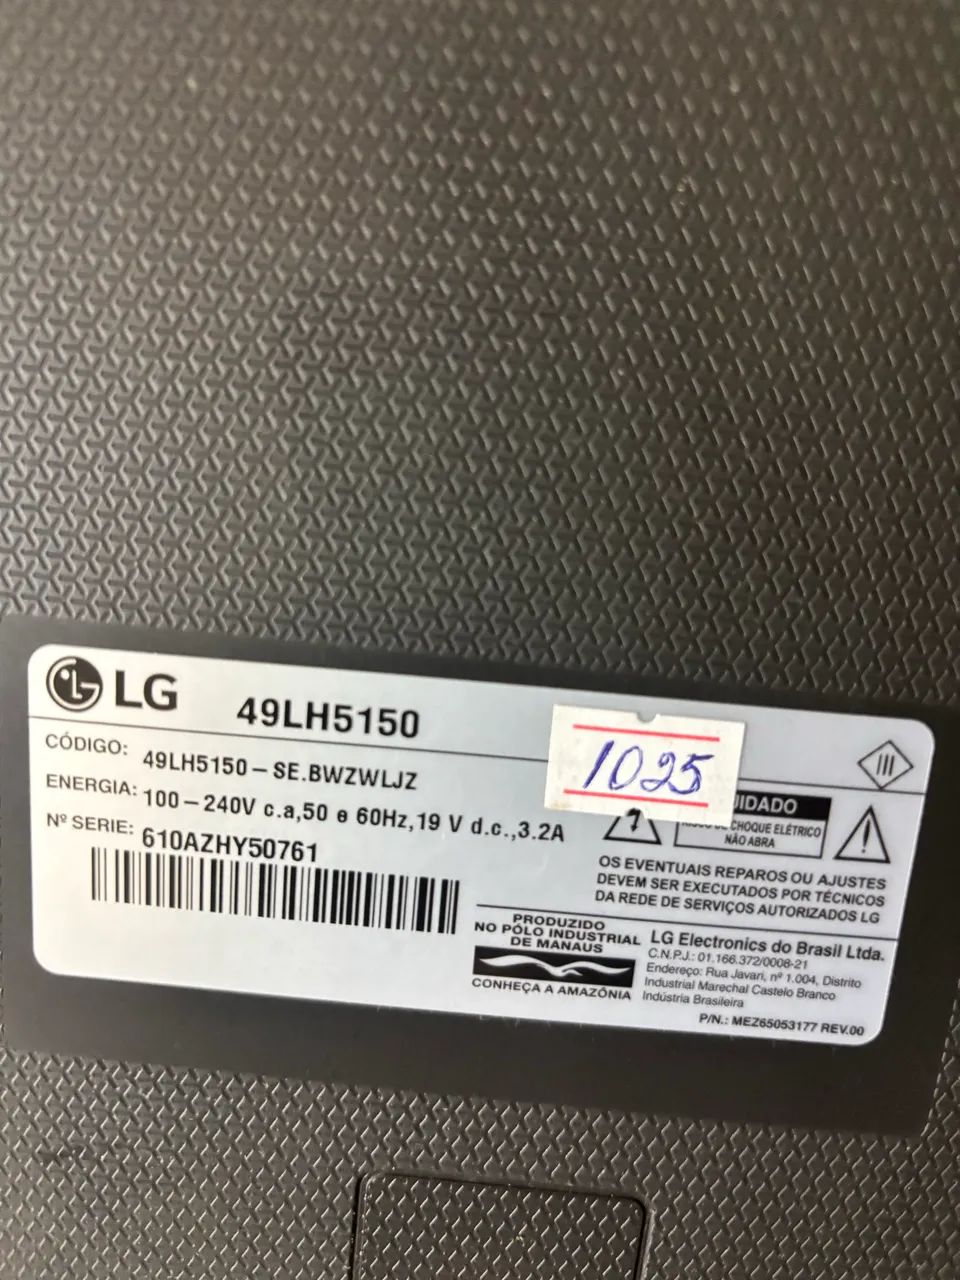 LG 49LH5150
CÓDIGO: 49LH5150-SE.BWZWLJZ
ENERGIA: 100-240V c.a,50 e 60Hz,19 V d.c.,3.2A
Nº SERIE: 610AZHY50761
1025
CHOQUE ELÉTRICO
NÃO ABRA
OS EVENTUAIS REPAROS OU AJUSTES
DEVEM SER EXECUTADOS POR TÉCNICOS
DA REDE DE SERVIÇOS AUTORIZADOS LG
PRODUZIDO
NO PÓLO INDUSTRIAL
DE MANAUS
CONHEÇA A AMAZÔNIA
LG Electronics do Brasil Ltda.
C.N.P.J.: 01.166.372/0008-21
Endereço: Rua Javari, nº 1.004, Distrito
Industrial Marechal Castelo Branco
Indústria Brasileira
P/N.: MEZ65053177 REV.00